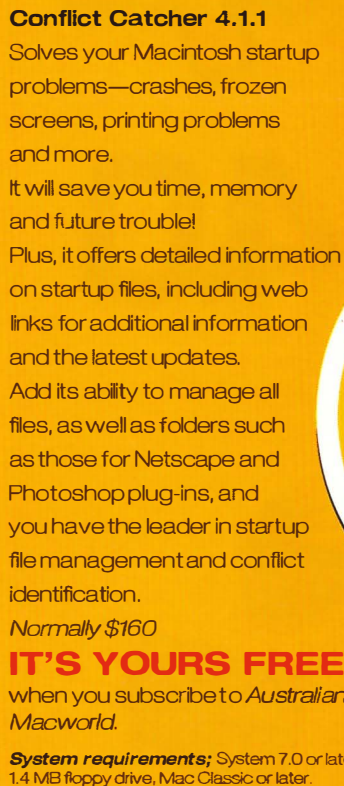 Conflict Catcher 4.1.1
Solves your Macintosh startup
problems—crashes, frozen
screens, printing problems
and more.
It will save you time, memory
and future trouble!
Plus, it offers detailed information
on startup files, including web
links for additional information
and the latest updates.
Add its ability to manage all
files, as well as folders such
as those for Netscape and
Photoshop plug-ins, and
you have the leader in startup
file management and conflict
identification.
Normally $160
IT'S YOURS FREE
when you subscribe to Australian
Macworld.
System requirements; System 7.0 or late
1.4 MB floppy drive, Mac Classic or later.